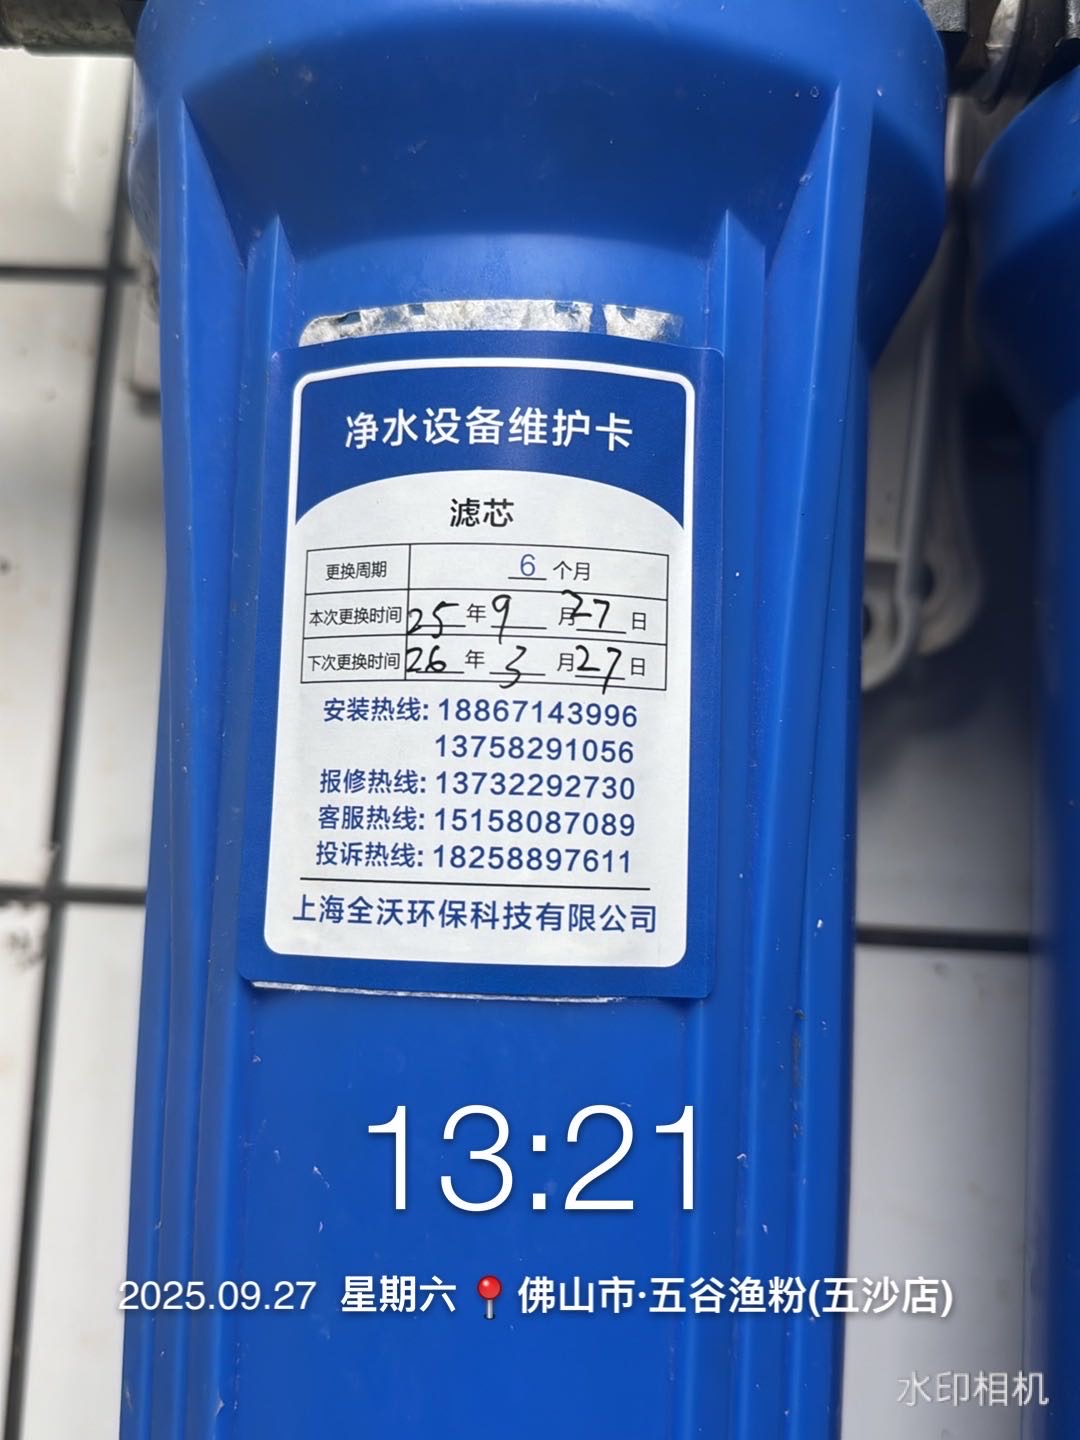 净水设备维护卡
滤芯
更换周期 6 个月
本次更换时间 25 年 9 月 27 日
下次更换时间 26 年 3 月 27 日
安装热线: 18867143996
13758291056
报修热线: 13732292730
客服热线: 15158087089
投诉热线: 18258897611
上海全沃环保科技有限公司
13:21
2025.09.27 星期六 📍 佛山市·五谷渔粉(五沙店)
水印相机